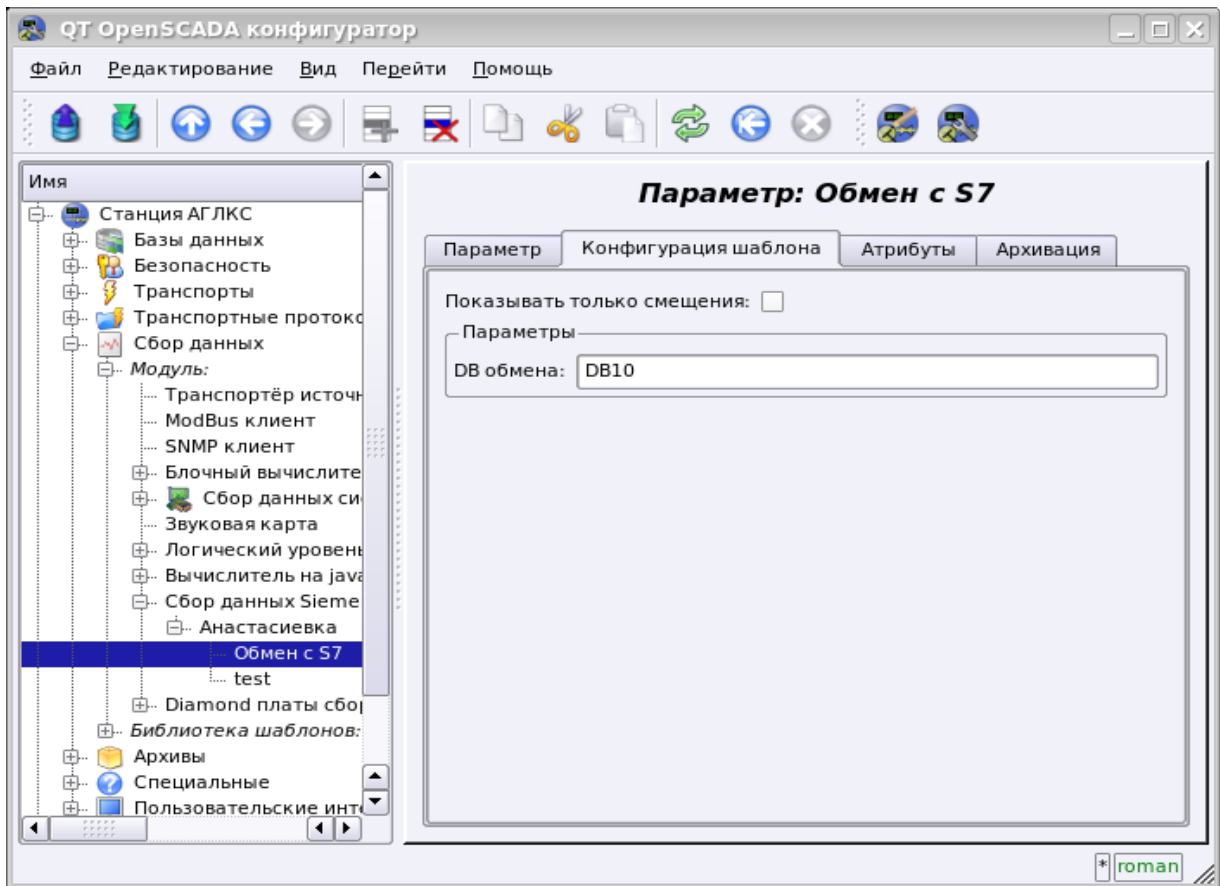 QT OpenSCADA конфигуратор
Файл Редактирование Вид Перейти Помощь
Имя
Станция АГЛКС
Базы данных
Безопасность
Транспорты
Транспортные протоко
Сбор данных
Модуль:
Транспортёр источн
ModBus клиент
SNMP клиент
Блочный вычислите
Сбор данных си
Звуковая карта
Логический уровень
Вычислитель на java
Сбор данных Sieme
Анастасиевка
Обмен с S7
test
Diamond платы сбор
Библиотека шаблонов:
Архивы
Специальные
Пользовательские инте
Параметр: Обмен с S7
Параметр Конфигурация шаблона Атрибуты Архивация
Показывать только смещения:
Параметры
DB обмена: DB10
* roman